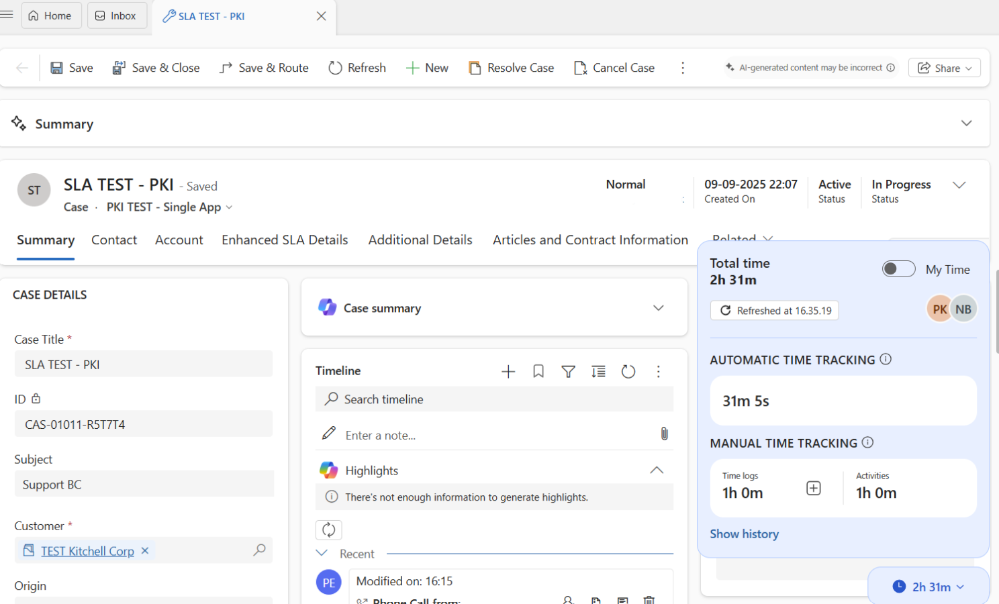 Home
Inbox
SLA TEST - PKI
Save
Save & Close
Save & Route
Refresh
New
Resolve Case
Cancel Case
AI-generated content may be incorrect
Share
Summary
ST
SLA TEST - PKI - Saved
Case · PKI TEST - Single App
Normal
:
09-09-2025 22:07
Created On
Active
Status
In Progress
Status
Summary
Contact
Account
Enhanced SLA Details
Additional Details
Articles and Contract Information
Related
CASE DETAILS
Case Title *
SLA TEST - PKI
ID
CAS-01011-R5T7T4
Subject
Support BC
Customer *
TEST Kitchell Corp
Origin
Case summary
Timeline
Search timeline
Enter a note...
Highlights
There's not enough information to generate highlights.
Recent
PE
Modified on: 16:15
Phone Call from:
Total time
2h 31m
My Time
Refreshed at 16.35.19
PK
NB
AUTOMATIC TIME TRACKING
31m 5s
MANUAL TIME TRACKING
Time logs
1h 0m
Activities
1h 0m
Show history
2h 31m